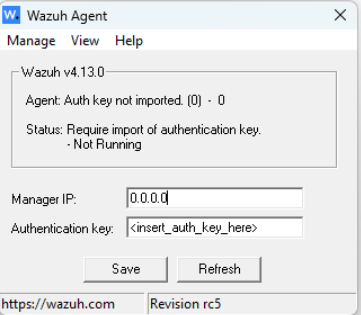 W. Wazuh Agent
Manage View Help
Wazuh v4.13.0
Agent: Auth key not imported. (0) - 0
Status: Require import of authentication key.
- Not Running
Manager IP: 0.0.0.0
Authentication key: <insert_auth_key_here>
Save Refresh
https://wazuh.com Revision rc5